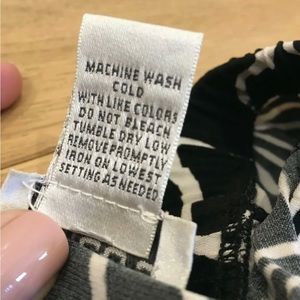 MACHINE WASH
COLD
WITH LIKE COLORS
DO NOT BLEACH
TUMBLE DRY LOW
REMOVE PROMPTLY
IRON ON LOWEST
SETTING AS NEEDED